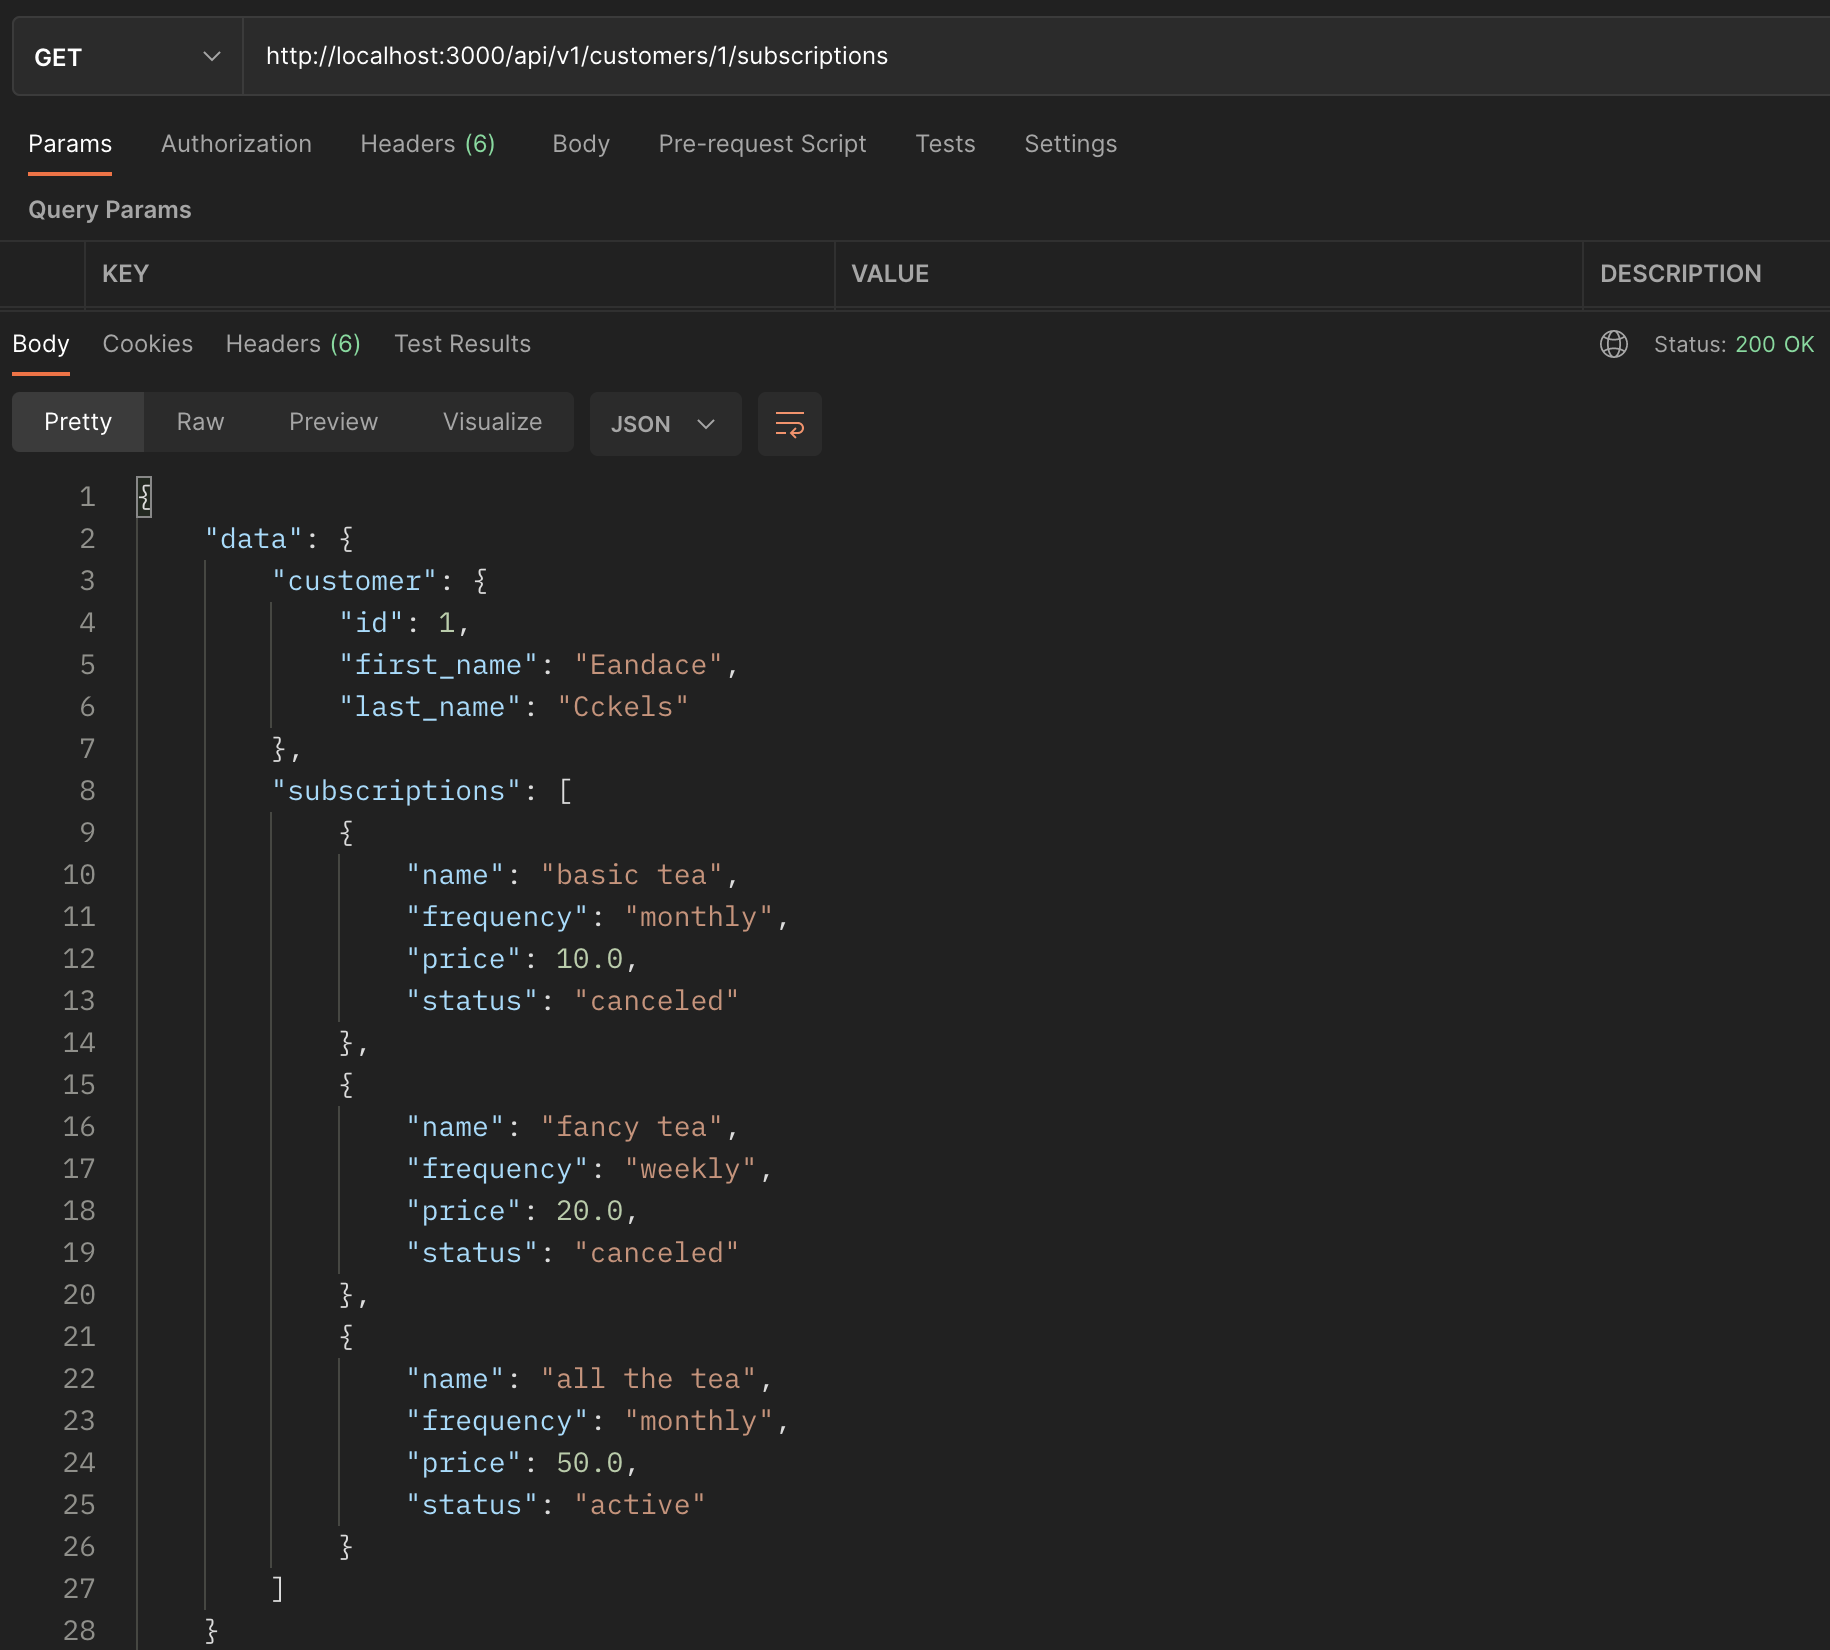 GET http://localhost:3000/api/v1/customers/1/subscriptions
Params Authorization Headers (6) Body Pre-request Script Tests Settings
Query Params
KEY VALUE DESCRIPTION
Body Cookies Headers (6) Test Results Status: 200 OK
Pretty Raw Preview Visualize JSON
1 {
2 "data": {
3 "customer": {
4 "id": 1,
5 "first_name": "Eandace",
6 "last_name": "Cckels"
7 },
8 "subscriptions": [
9 {
10 "name": "basic tea",
11 "frequency": "monthly",
12 "price": 10.0,
13 "status": "canceled"
14 },
15 {
16 "name": "fancy tea",
17 "frequency": "weekly",
18 "price": 20.0,
19 "status": "canceled"
20 },
21 {
22 "name": "all the tea",
23 "frequency": "monthly",
24 "price": 50.0,
25 "status": "active"
26 }
27 ]
28 }